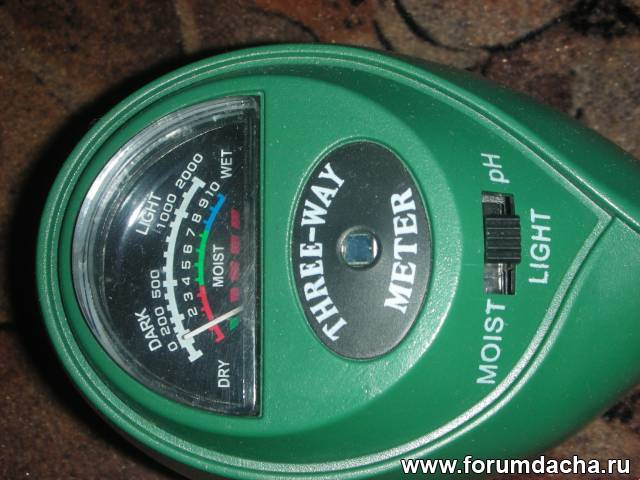 DARK LIGHT
0 200 500 1000 2000
1 2 3 4 5 6 7 8 9 10
DRY MOIST WET
THREE-WAY
METER
MOIST LIGHT pH
www.forumdacha.ru